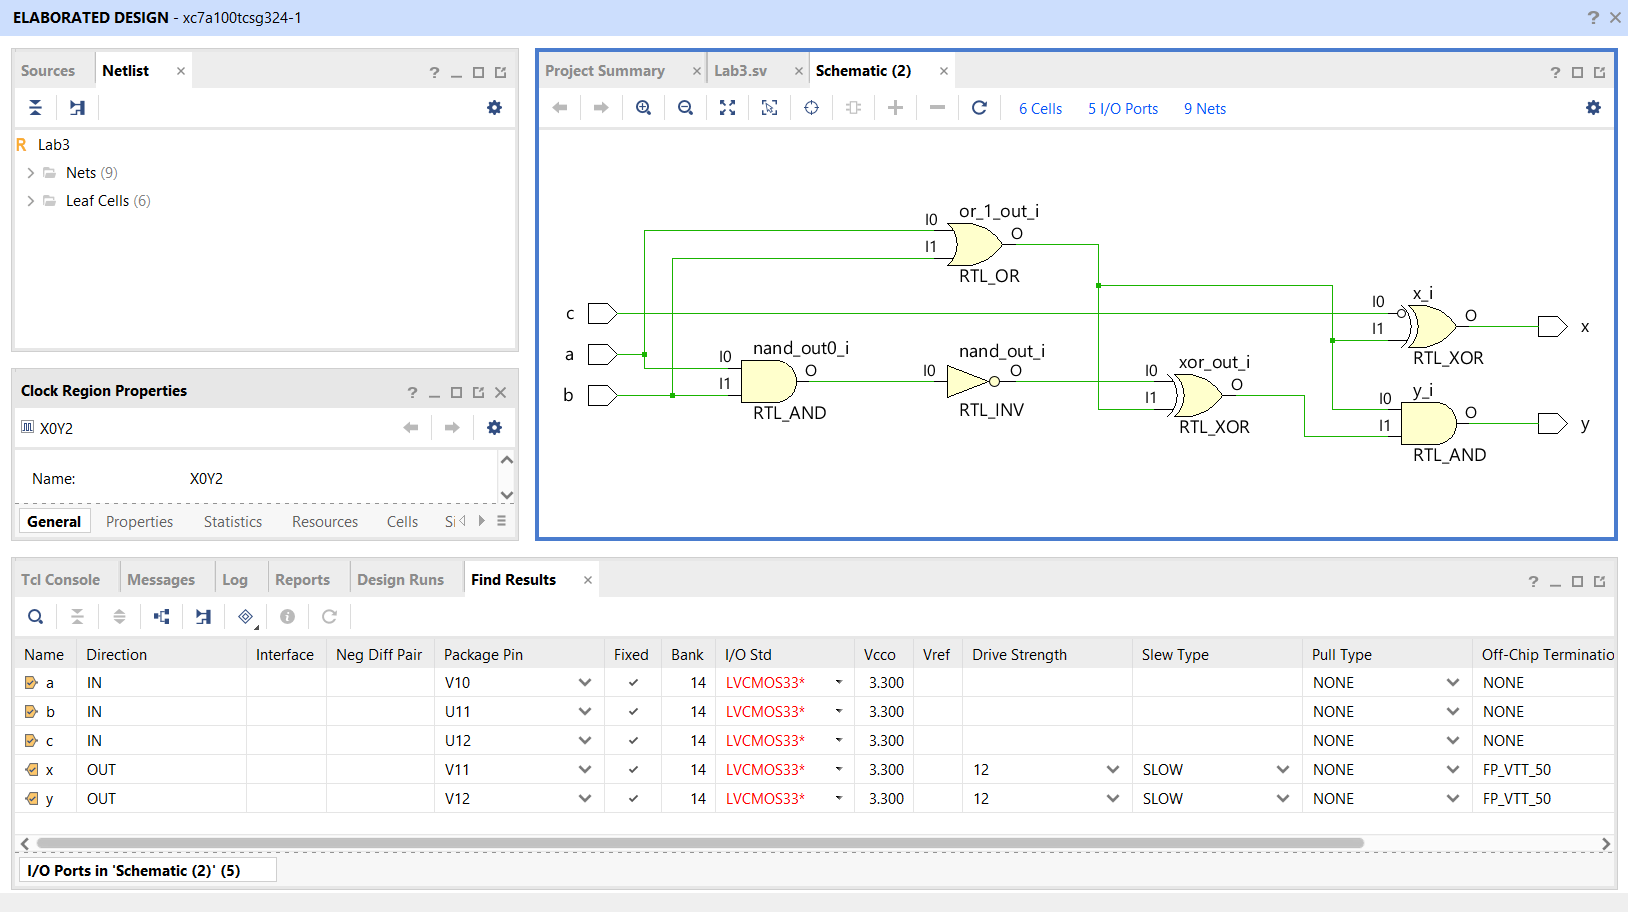 ELABORATED DESIGN - xc7a100tcsg324-1
Sources
Netlist
Lab3
Nets (9)
Leaf Cells (6)
Clock Region Properties
X0Y2
Name: X0Y2
General Properties Statistics Resources Cells Si
Project Summary
Lab3.sv
Schematic (2)
6 Cells 5 I/O Ports 9 Nets
or_1_out_i
I0
I1
O
RTL_OR
c
a
b
nand_out0_i
I0
I1
O
RTL_AND
nand_out_i
I0
O
RTL_INV
xor_out_i
I0
I1
O
RTL_XOR
x_i
I0
I1
O
RTL_XOR
x
y_i
I0
I1
O
RTL_AND
y
Tcl Console Messages Log Reports Design Runs Find Results
Name Direction Interface Neg Diff Pair Package Pin Fixed Bank I/O Std Vcco Vref Drive Strength Slew Type Pull Type Off-Chip Terminatio
a IN V10 14 LVCMOS33* 3.300 NONE NONE
b IN U11 14 LVCMOS33* 3.300 NONE NONE
c IN U12 14 LVCMOS33* 3.300 NONE NONE
x OUT V11 14 LVCMOS33* 3.300 12 SLOW NONE FP_VTT_50
y OUT V12 14 LVCMOS33* 3.300 12 SLOW NONE FP_VTT_50
I/O Ports in 'Schematic (2)' (5)